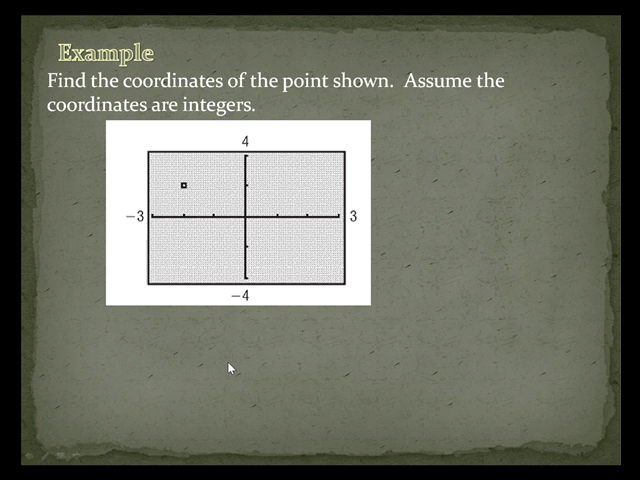 Example
Find the coordinates of the point shown. Assume the
coordinates are integers.
4
−3
3
−4